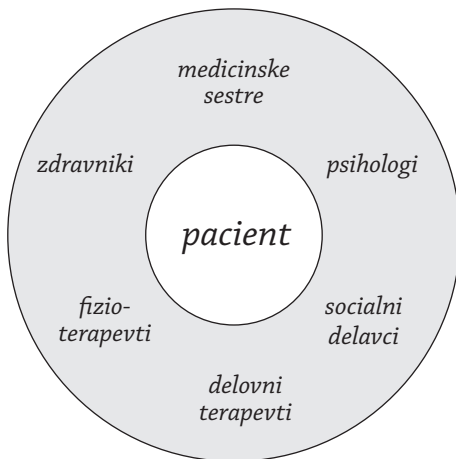 medicinske
sestre
zdravniki
psihologi
pacient
fizio-
terapevti
socialni
delavci
delovni
terapevti